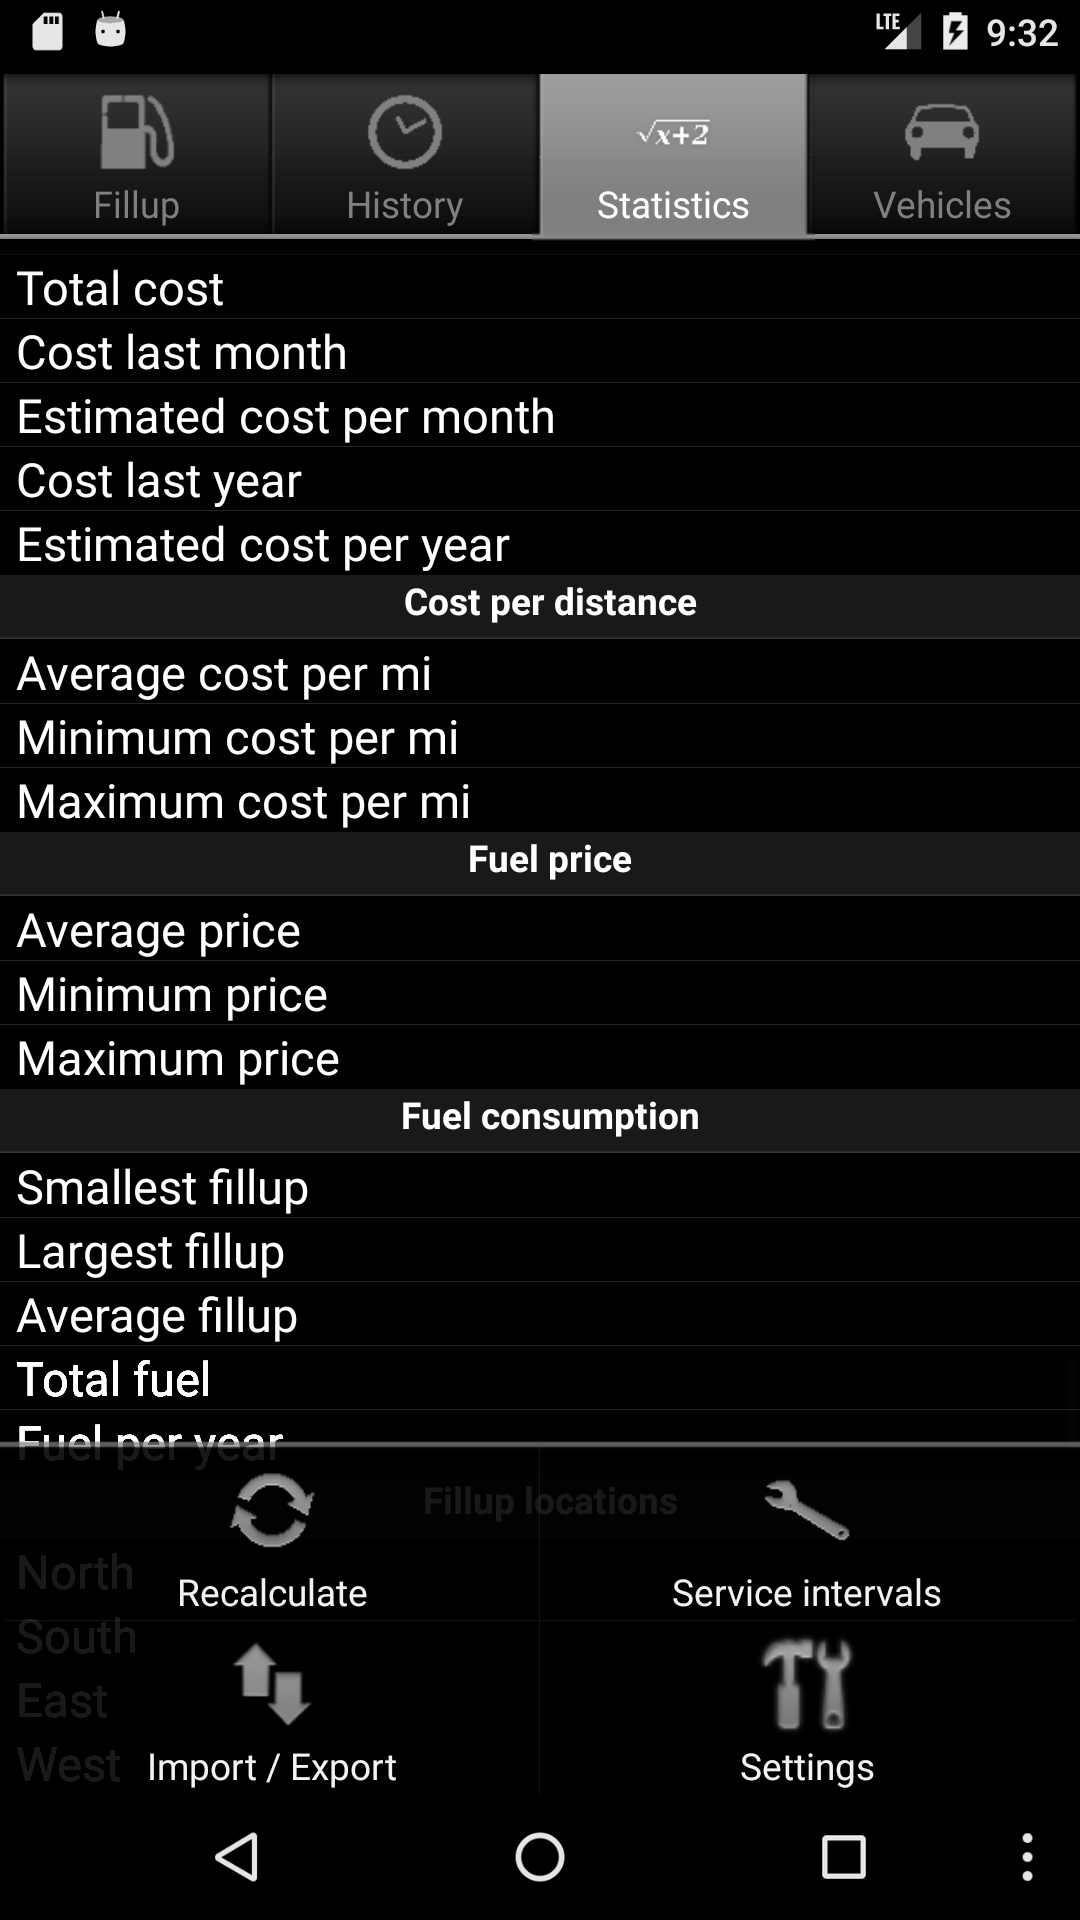 LTE 9:32
√x+2
Fillup History Statistics Vehicles
Total cost
Cost last month
Estimated cost per month
Cost last year
Estimated cost per year
Cost per distance
Average cost per mi
Minimum cost per mi
Maximum cost per mi
Fuel price
Average price
Minimum price
Maximum price
Fuel consumption
Smallest fillup
Largest fillup
Average fillup
Total fuel
Fuel per year
Fillup locations
North
Recalculate Service intervals
South
East
West
Import / Export Settings